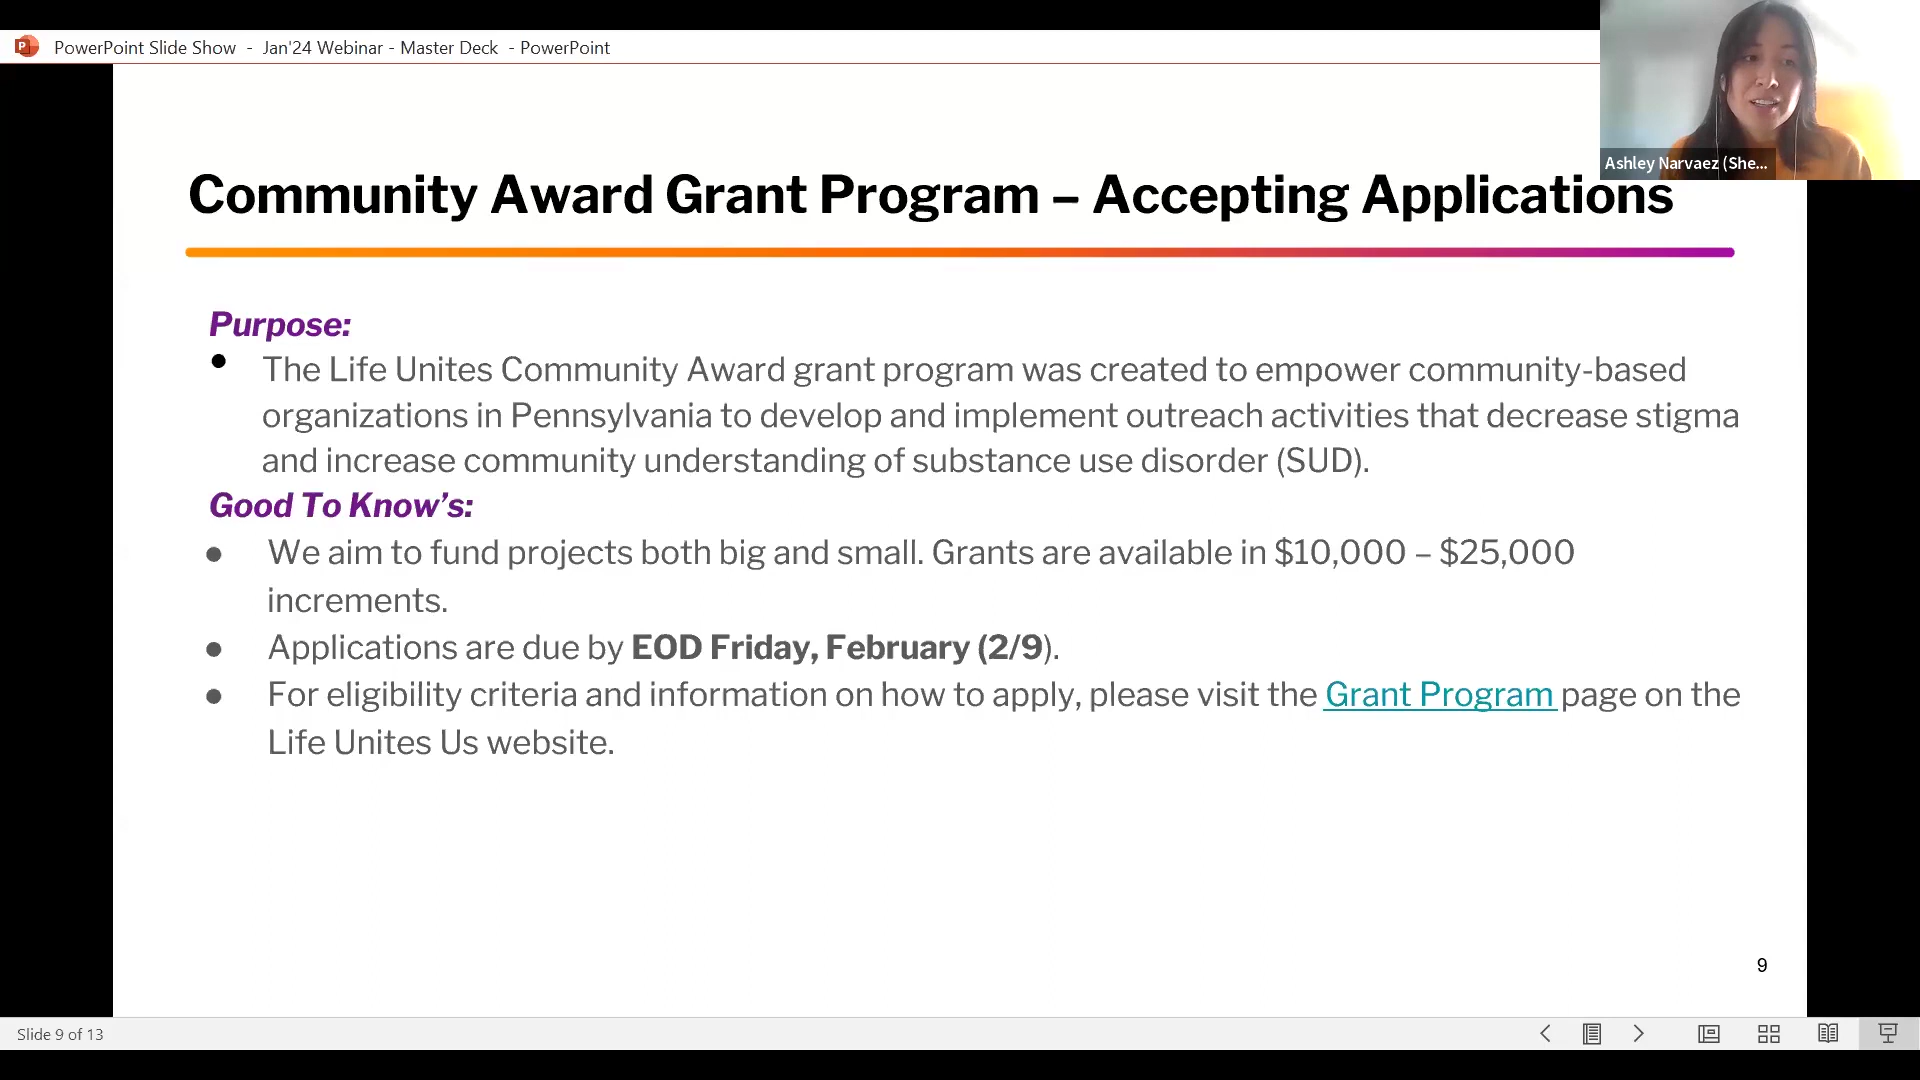 PowerPoint Slide Show - Jan'24 Webinar - Master Deck - PowerPoint
Ashley Narvaez (She...
Community Award Grant Program – Accepting Applications
Purpose:
● The Life Unites Community Award grant program was created to empower community-based
organizations in Pennsylvania to develop and implement outreach activities that decrease stigma
and increase community understanding of substance use disorder (SUD).
Good To Know’s:
● We aim to fund projects both big and small. Grants are available in $10,000 – $25,000
increments.
● Applications are due by EOD Friday, February (2/9).
● For eligibility criteria and information on how to apply, please visit the Grant Program page on the
Life Unites Us website.
9
Slide 9 of 13